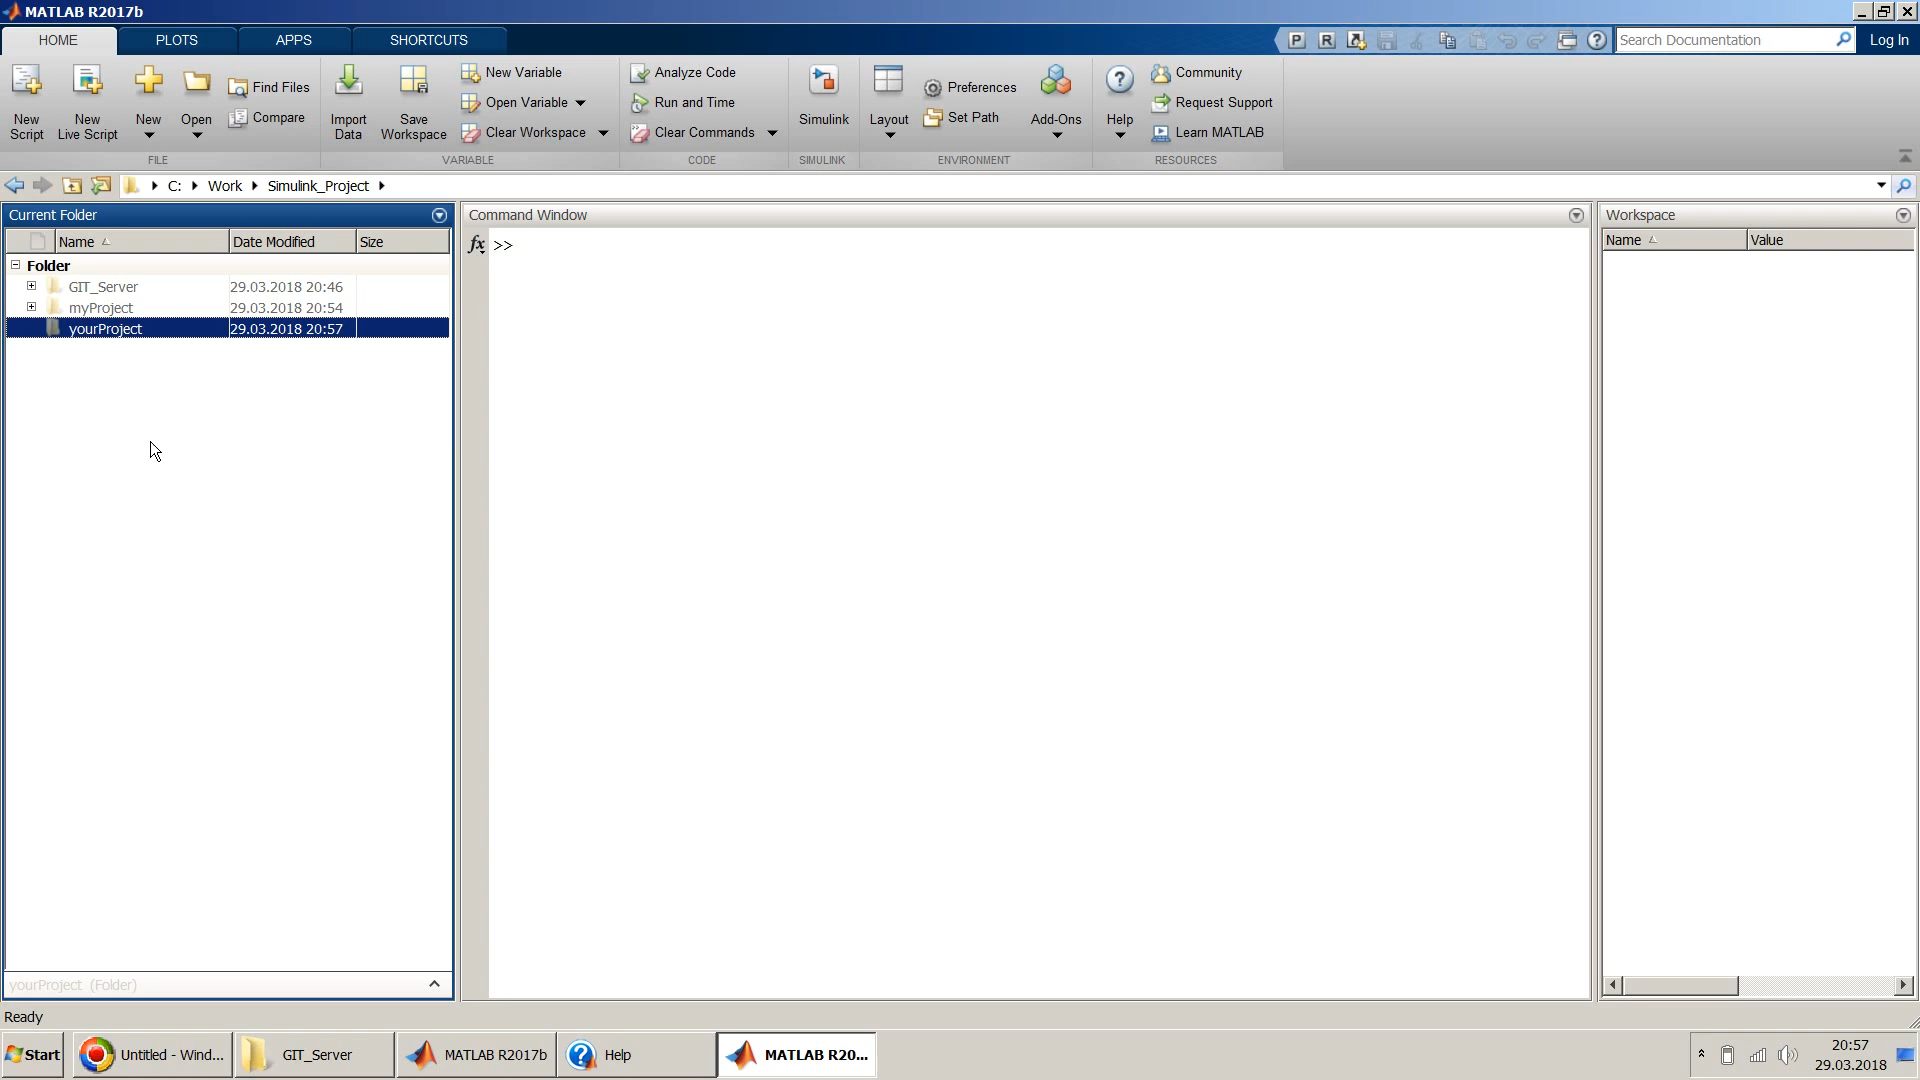 MATLAB R2017b
HOME PLOTS APPS SHORTCUTS
P R Search Documentation Log In
New Script
New Live Script
New
Open
Find Files
Compare
FILE
Import Data
Save Workspace
New Variable
Open Variable
Clear Workspace
VARIABLE
Analyze Code
Run and Time
Clear Commands
CODE
Simulink
SIMULINK
Layout
Preferences
Set Path
Add-Ons
ENVIRONMENT
Help
Community
Request Support
Learn MATLAB
RESOURCES
C: Work Simulink_Project
Current Folder
Name Date Modified Size
Folder
GIT_Server 29.03.2018 20:46
myProject 29.03.2018 20:54
yourProject 29.03.2018 20:57
yourProject (Folder)
Command Window
fx >>
Workspace
Name Value
Ready
Start Untitled - Wind... GIT_Server MATLAB R2017b Help MATLAB R20...
20:57
29.03.2018